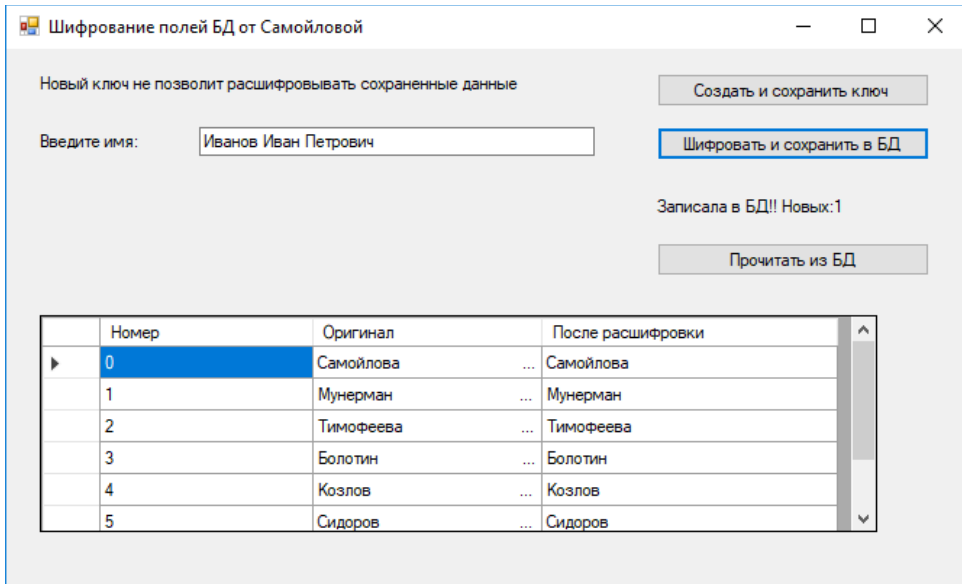 Шифрование полей БД от Самойловой
Новый ключ не позволит расшифровывать сохраненные данные
Создать и сохранить ключ
Введите имя: Иванов Иван Петрович
Шифровать и сохранить в БД
Записала в БД!! Новых:1
Прочитать из БД
Номер Оригинал После расшифровки
0 Самойлова ... Самойлова
1 Мунерман ... Мунерман
2 Тимофеева ... Тимофеева
3 Болотин ... Болотин
4 Козлов ... Козлов
5 Сидоров ... Сидоров